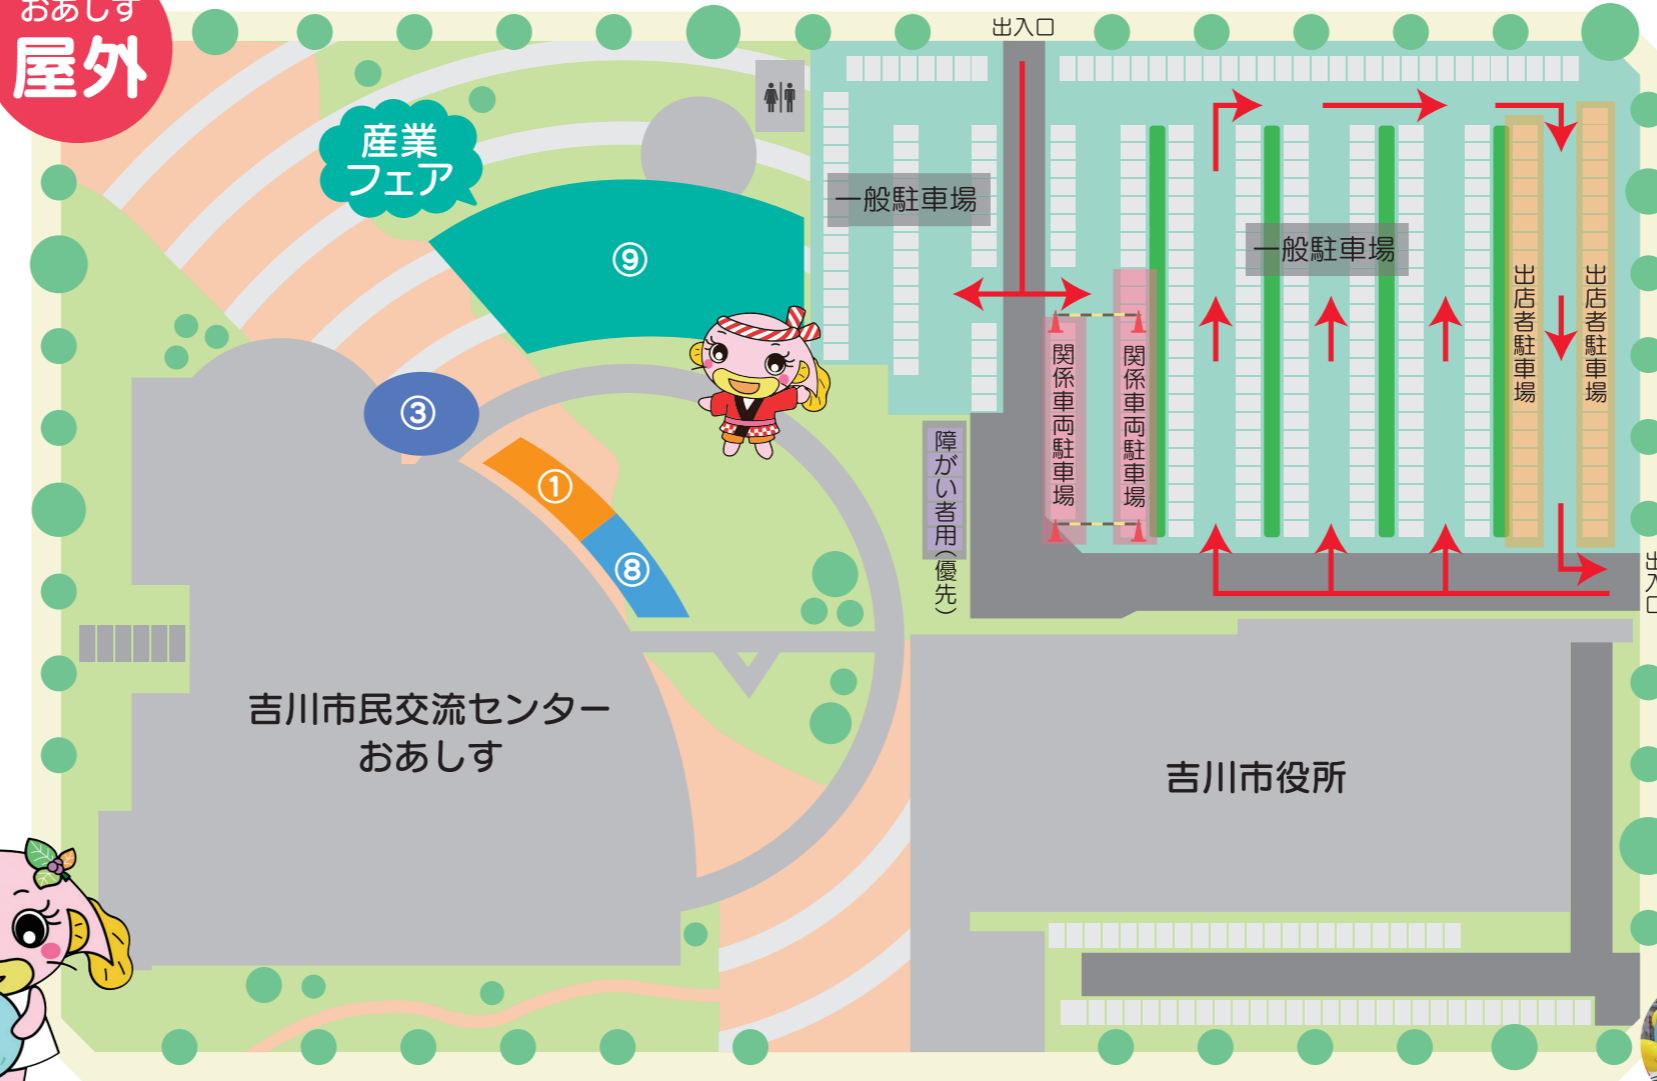 おあしす
屋外
出入口
産業
フェア
一般駐車場
一般駐車場
⑨
出店者駐車場
出店者駐車場
関係車両駐車場
関係車両駐車場
③
①
⑧
障がい者用（優先）
出入口
吉川市民交流センター
おあしす
吉川市役所